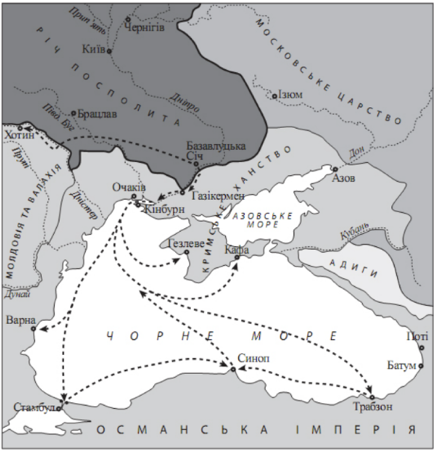 Прип'ять
Чернігів
Київ
РІЧ ПОСПОЛИТА
МОСКОВСЬКЕ ЦАРСТВО
Дніпро
Ізюм
Брацлав
Пвд. Буг
Хотин
Базавлуцька
Січ
Дон
Прут
Очаків
Газікермен
Азов
Кінбурн
Дністер
МОЛДОВІЯ ТА ВАЛАХІЯ
КРИМСЬКЕ ХАНСТВО
АЗОВСЬКЕ
МОРЕ
Кубань
Гезлеве
Кафа
АДИГИ
Дунай
Варна
ЧОРНЕ МОРЕ
Поті
Синоп
Батум
Стамбул
Трабзон
ОСМАНСЬКА ІМПЕРІЯ